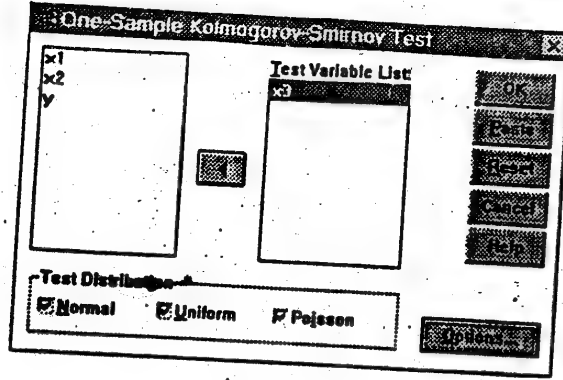 One-Sample Kolmogorov-Smirnov Test
x1
x2
y
Test Variable List:
x3
OK
Paste
Reset
Cancel
Help
Test Distribution
Normal
Uniform
Poisson
Options...